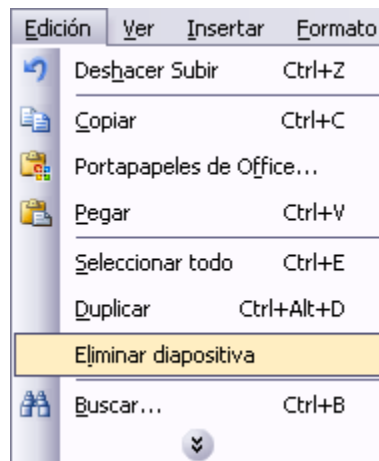 Edición Ver Insertar Formato
Deshacer Subir Ctrl+Z
Copiar Ctrl+C
Portapapeles de Office...
Pegar Ctrl+V
Seleccionar todo Ctrl+E
Duplicar Ctrl+Alt+D
Eliminar diapositiva
Buscar... Ctrl+B